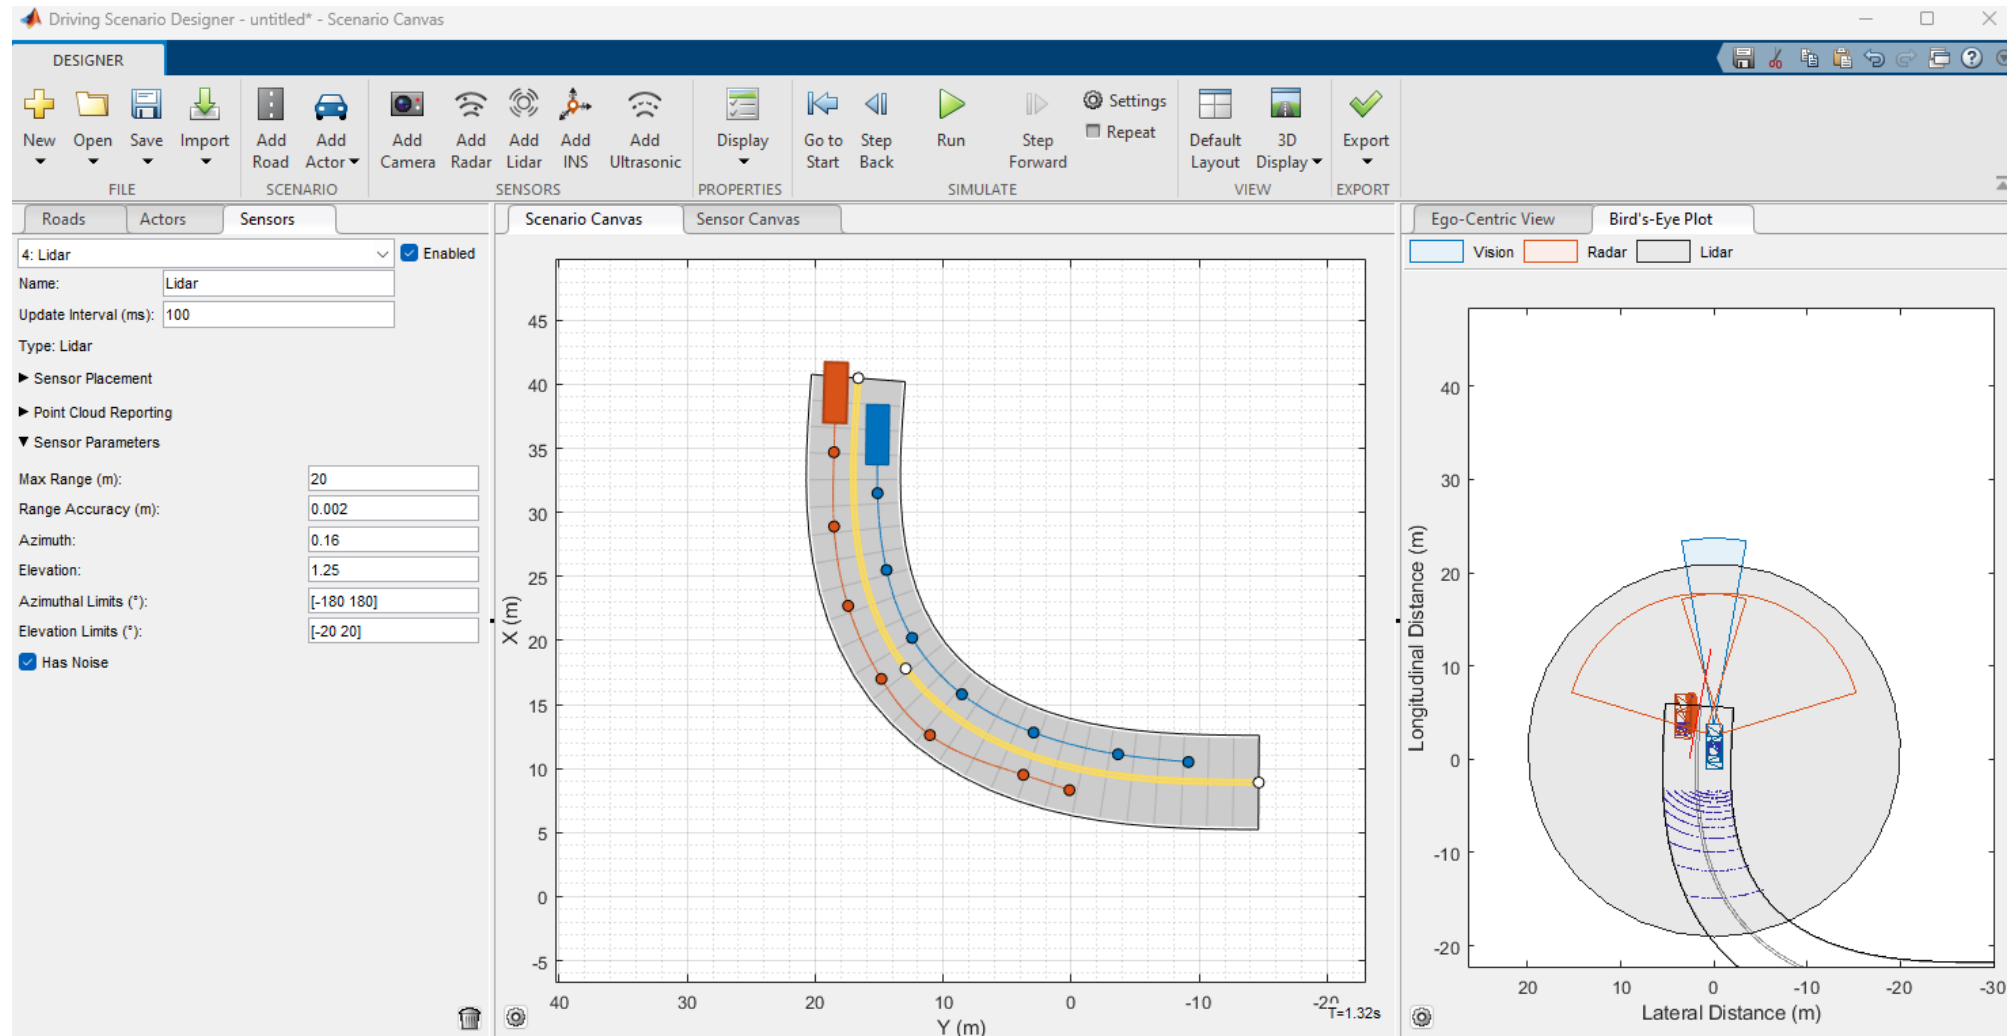 Driving Scenario Designer - untitled* - Scenario Canvas
DESIGNER
New
Open
Save
Import
Add Road
Add Actor
Add Camera
Add Radar
Add Lidar
Add INS
Add Ultrasonic
Display
Go to Start
Step Back
Run
Step Forward
Settings
Repeat
Default Layout
3D Display
Export
FILE
SCENARIO
SENSORS
PROPERTIES
SIMULATE
VIEW
EXPORT
Roads
Actors
Sensors
4: Lidar
Enabled
Name: Lidar
Update Interval (ms): 100
Type: Lidar
Sensor Placement
Point Cloud Reporting
Sensor Parameters
Max Range (m): 20
Range Accuracy (m): 0.002
Azimuth: 0.16
Elevation: 1.25
Azimuthal Limits (°): [-180 180]
Elevation Limits (°): [-20 20]
Has Noise
Scenario Canvas
Sensor Canvas
45
40
35
30
25
20
15
10
5
0
-5
X (m)
40 30 20 10 0 -10 -20
T=1.32s
Y (m)
Ego-Centric View
Bird's-Eye Plot
Vision
Radar
Lidar
40
30
20
10
0
-10
-20
Longitudinal Distance (m)
20 10 0 -10 -20 -30
Lateral Distance (m)